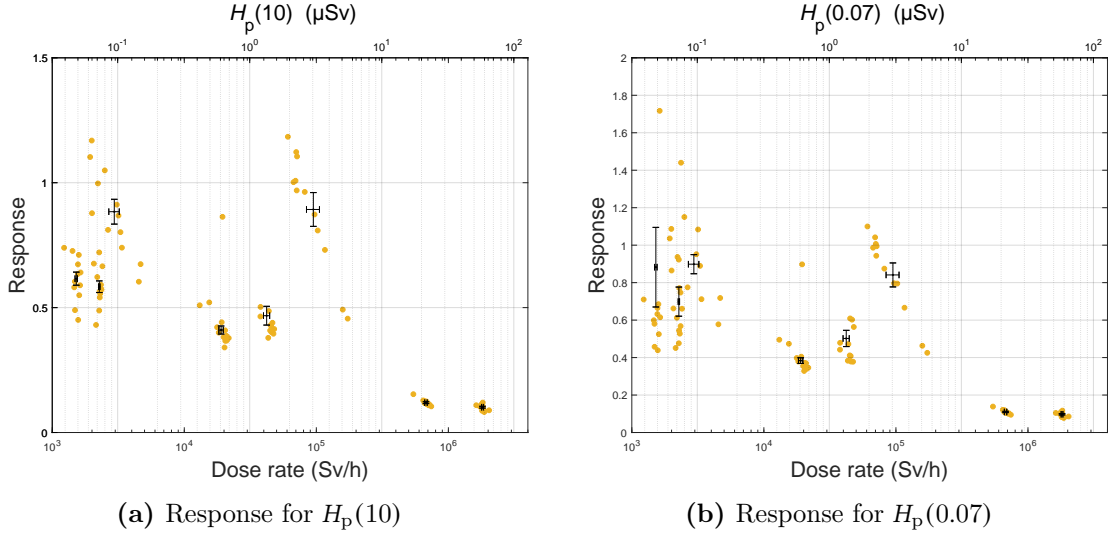 H_p(10) (μSv)
10^-1 10^0 10^1 10^2
1.5
1
0.5
0
Response
10^3 10^4 10^5 10^6
Dose rate (Sv/h)
(a) Response for H_p(10)
H_p(0.07) (μSv)
10^-1 10^0 10^1 10^2
2
1.8
1.6
1.4
1.2
1
0.8
0.6
0.4
0.2
0
Response
10^3 10^4 10^5 10^6
Dose rate (Sv/h)
(b) Response for H_p(0.07)